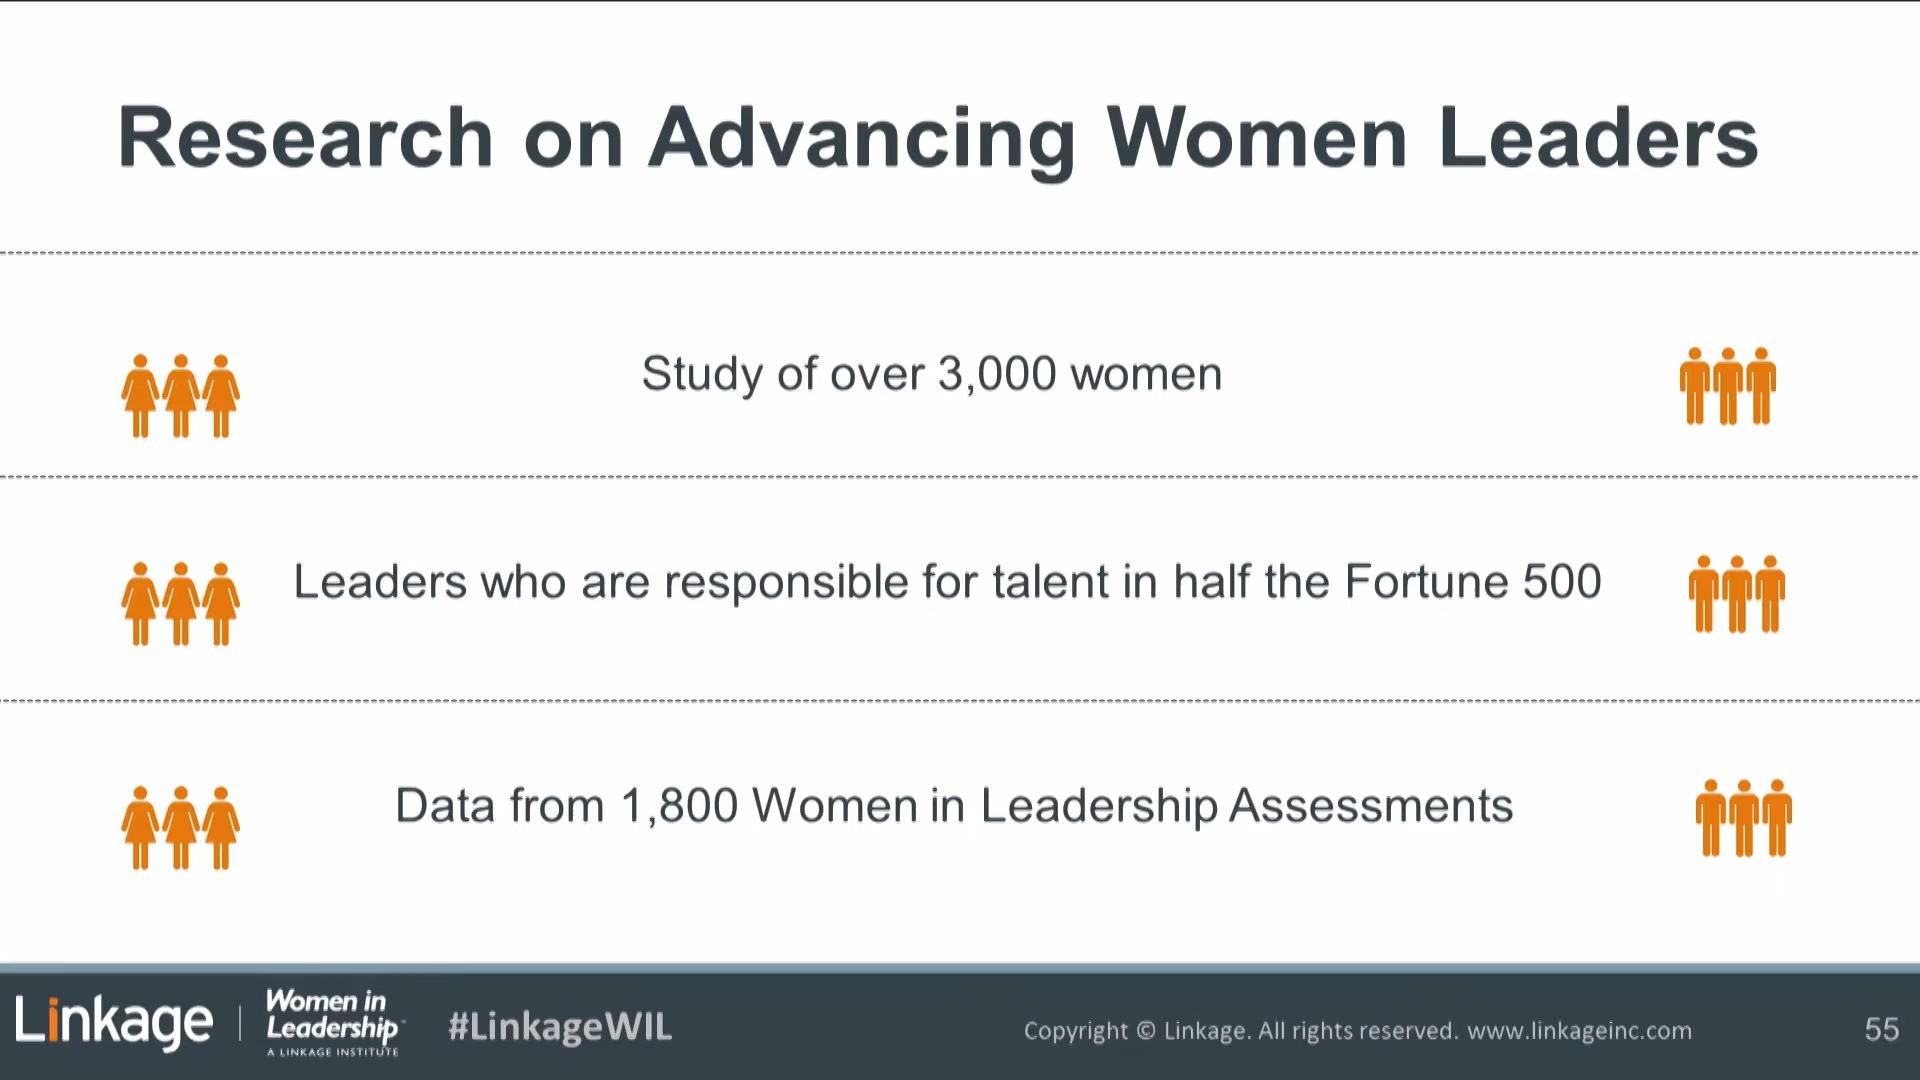 Research on Advancing Women Leaders
Study of over 3,000 women
Leaders who are responsible for talent in half the Fortune 500
Data from 1,800 Women in Leadership Assessments
Linkage
Women in
Leadership™
A LINKAGE INSTITUTE
#LinkageWIL
Copyright © Linkage. All rights reserved. www.linkageinc.com
55